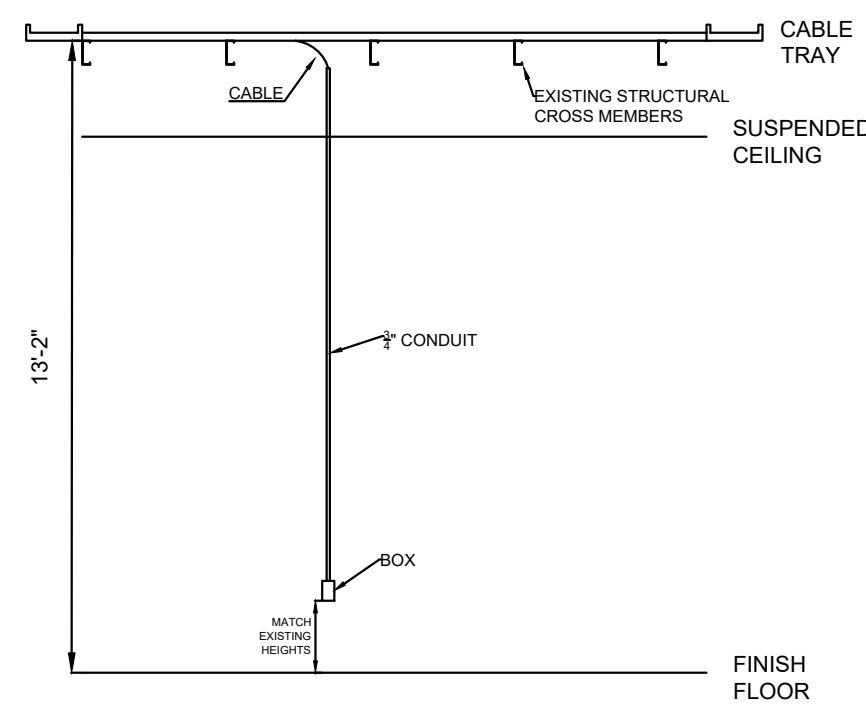 CABLE
TRAY
CABLE
EXISTING STRUCTURAL
CROSS MEMBERS
SUSPENDED
CEILING
13'-2"
3/4" CONDUIT
BOX
MATCH
EXISTING
HEIGHTS
FINISH
FLOOR